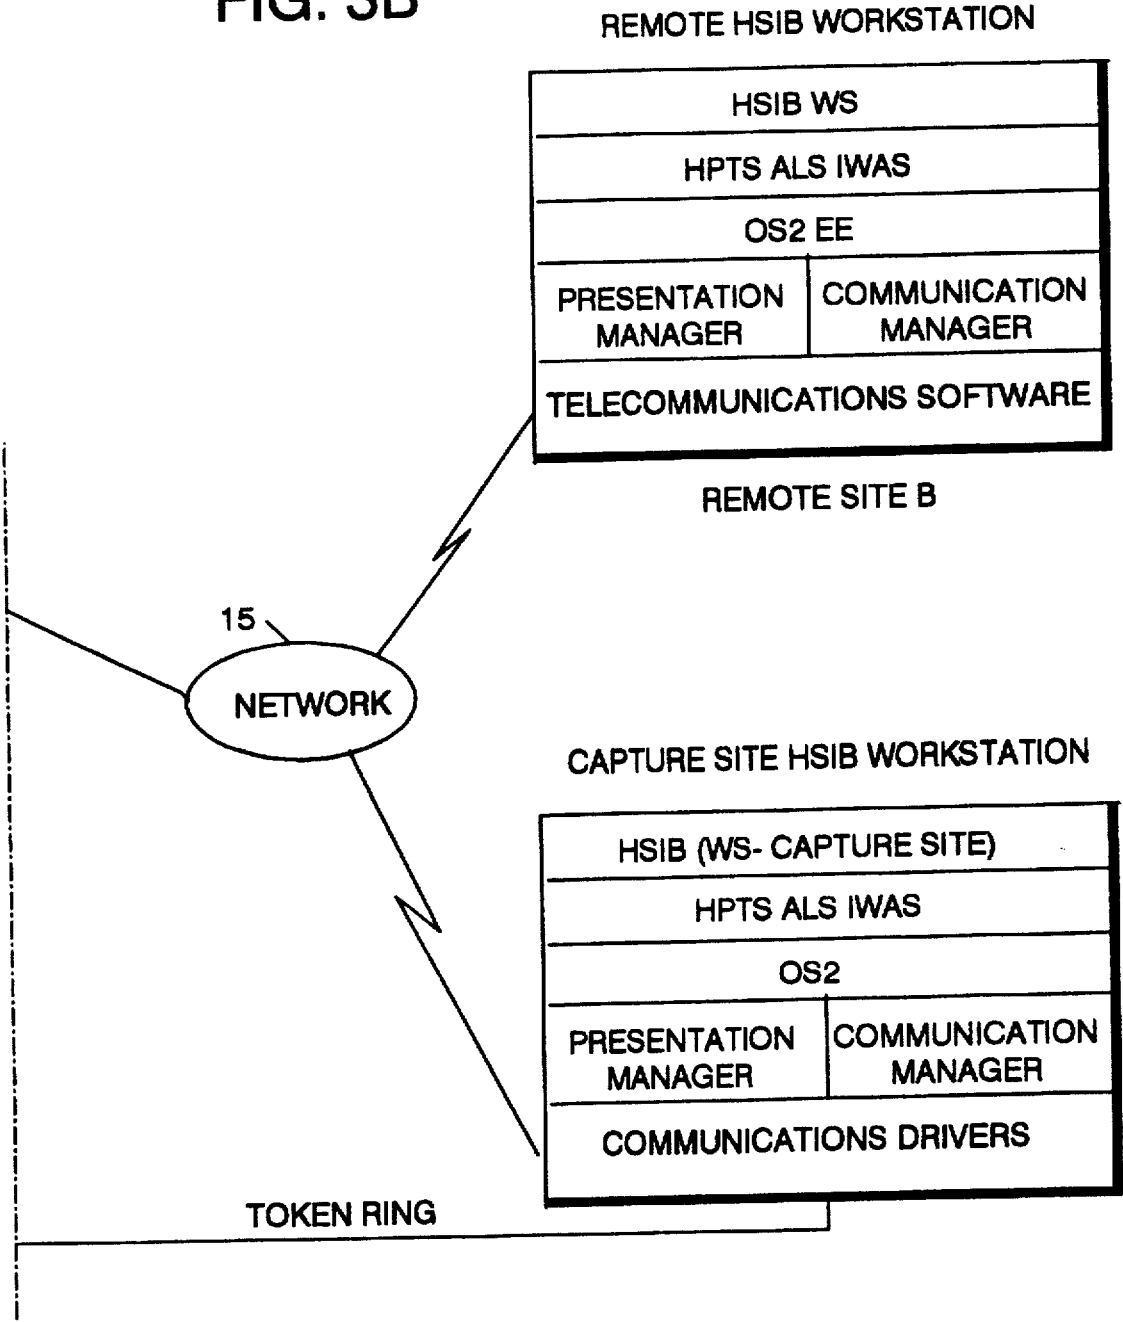 FIG. 3B
REMOTE HSIB WORKSTATION
HSIB WS
HPTS ALS IWAS
OS2 EE
PRESENTATION
MANAGER
COMMUNICATION
MANAGER
TELECOMMUNICATIONS SOFTWARE
REMOTE SITE B
15
NETWORK
CAPTURE SITE HSIB WORKSTATION
HSIB (WS- CAPTURE SITE)
HPTS ALS IWAS
OS2
PRESENTATION
MANAGER
COMMUNICATION
MANAGER
COMMUNICATIONS DRIVERS
TOKEN RING